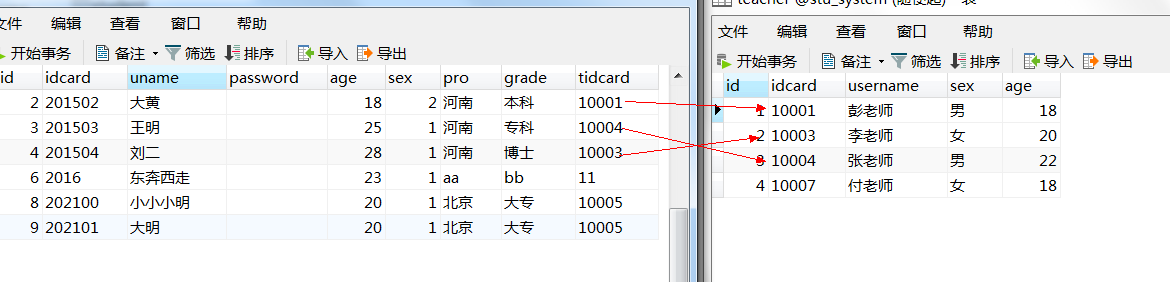 文件 编辑 查看 窗口 帮助
开始事务 备注 筛选 排序 导入 导出
id idcard uname password age sex pro grade tidcard
2 201502 大黄 18 2 河南 本科 10001
3 201503 王明 25 1 河南 专科 10004
4 201504 刘二 28 1 河南 博士 10003
6 2016 东奔西走 23 1 aa bb 11
8 202100 小小小明 20 1 北京 大专 10005
9 202101 大明 20 1 北京 大专 10005
teacher @stu_system (随便起) - 表
文件 编辑 查看 窗口 帮助
开始事务 备注 筛选 排序 导入 导出
id idcard username sex age
1 10001 彭老师 男 18
2 10003 李老师 女 20
3 10004 张老师 男 22
4 10007 付老师 女 18